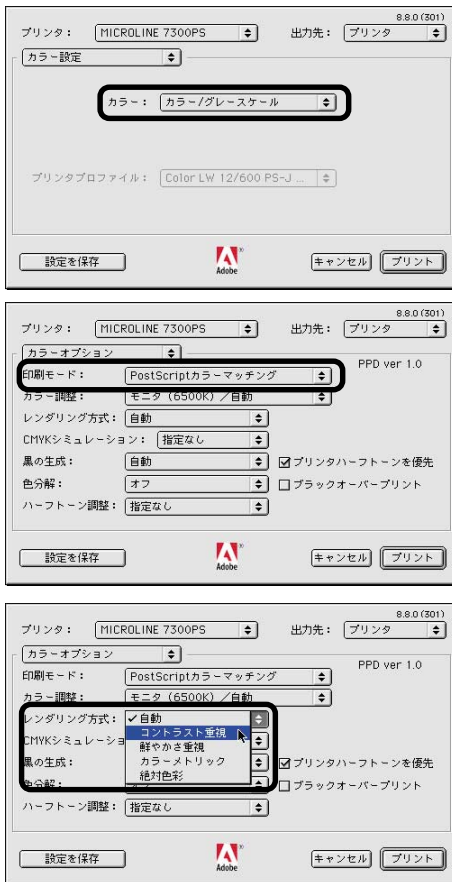 8.8.0 (301)
プリンタ： MICROLINE 7300PS 出力先： プリンタ
カラー設定
カラー： カラー/グレースケール
プリンタプロファイル： Color LW 12/600 PS-J ...
設定を保存 Adobe キャンセル プリント
8.8.0 (301)
プリンタ： MICROLINE 7300PS 出力先： プリンタ
カラーオプション
PPD ver 1.0
印刷モード： PostScriptカラーマッチング
カラー調整： モニタ（6500K）／自動
レンダリング方式： 自動
CMYKシミュレーション： 指定なし
黒の生成： 自動 プリンタハーフトーンを優先
色分解： オフ ブラックオーバープリント
ハーフトーン調整： 指定なし
設定を保存 Adobe キャンセル プリント
8.8.0 (301)
プリンタ： MICROLINE 7300PS 出力先： プリンタ
カラーオプション
PPD ver 1.0
印刷モード： PostScriptカラーマッチング
カラー調整： モニタ（6500K）／自動
レンダリング方式： ✓自動
コントラスト重視
CMYKシミュレーショ 鮮やかさ重視
黒の生成： カラーメトリック プリンタハーフトーンを優先
絶対色彩
色分解： ブラックオーバープリント
ハーフトーン調整： 指定なし
設定を保存 Adobe キャンセル プリント